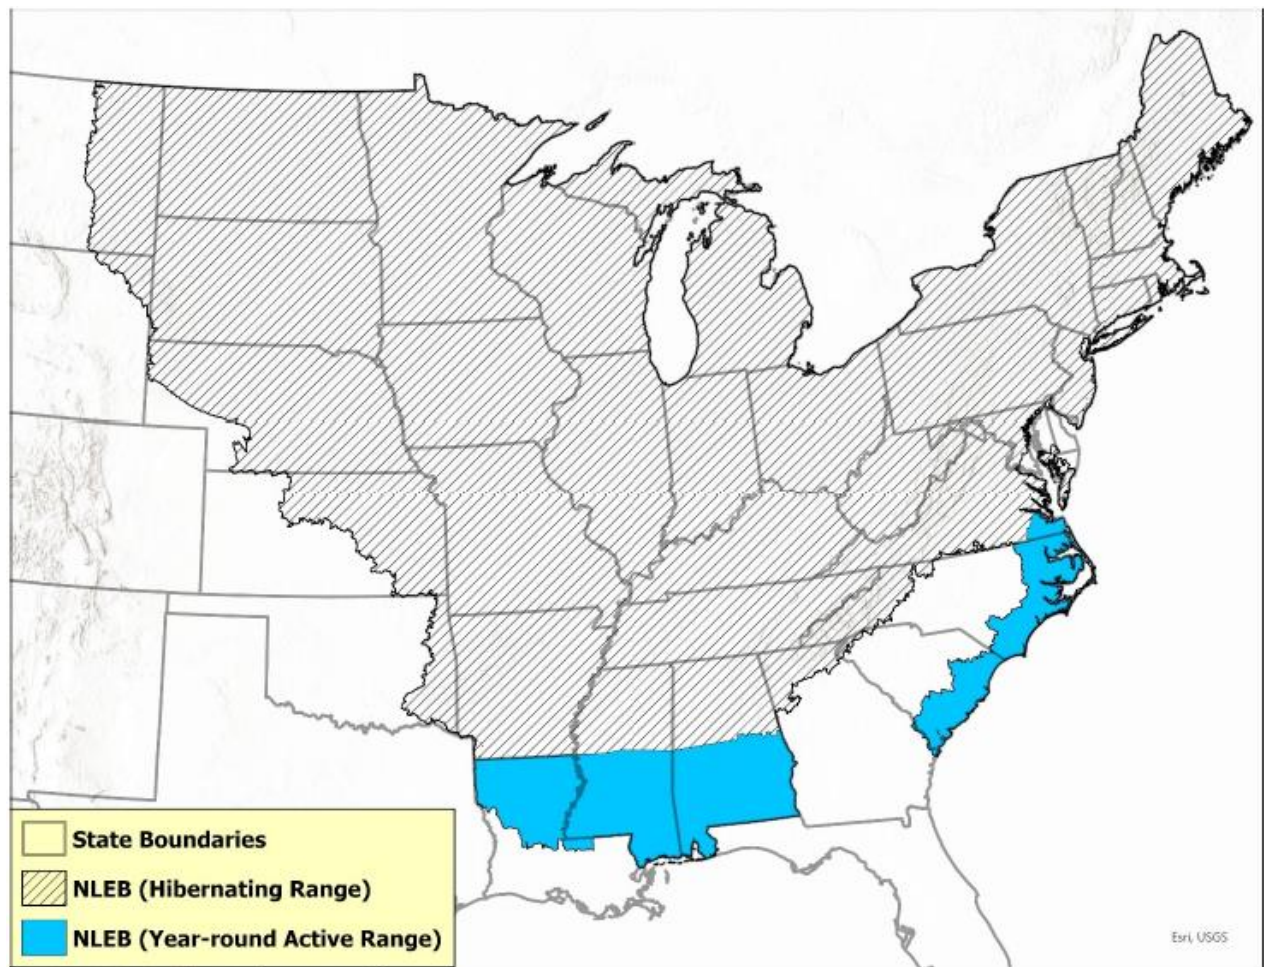 State Boundaries
NLEB (Hibernating Range)
NLEB (Year-round Active Range)
Esri, USGS